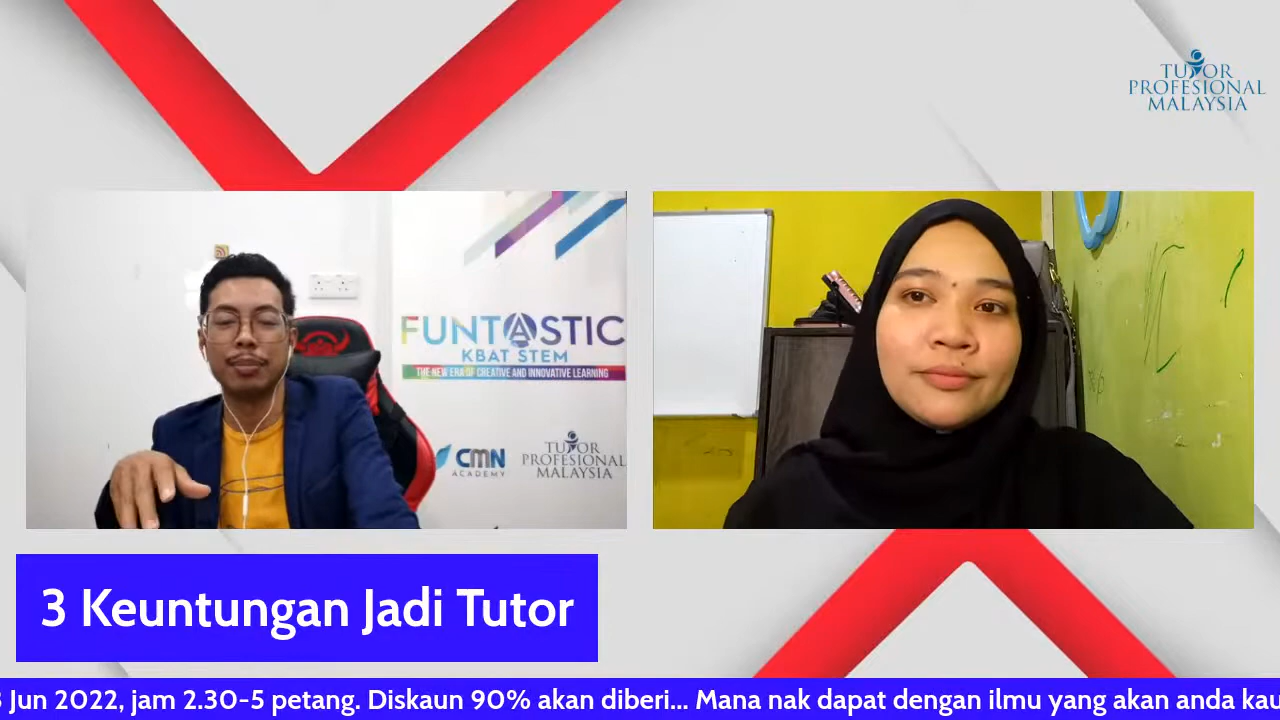 TUTOR
PROFESIONAL
MALAYSIA
FUNTASTIC
KBAT STEM
THE NEW ERA OF CREATIVE AND INNOVATIVE LEARNING
CMN
ACADEMY
TUTOR
PROFESIONAL
MALAYSIA
3 Keuntungan Jadi Tutor
Jun 2022, jam 2.30-5 petang. Diskaun 90% akan diberi... Mana nak dapat dengan ilmu yang akan anda kau